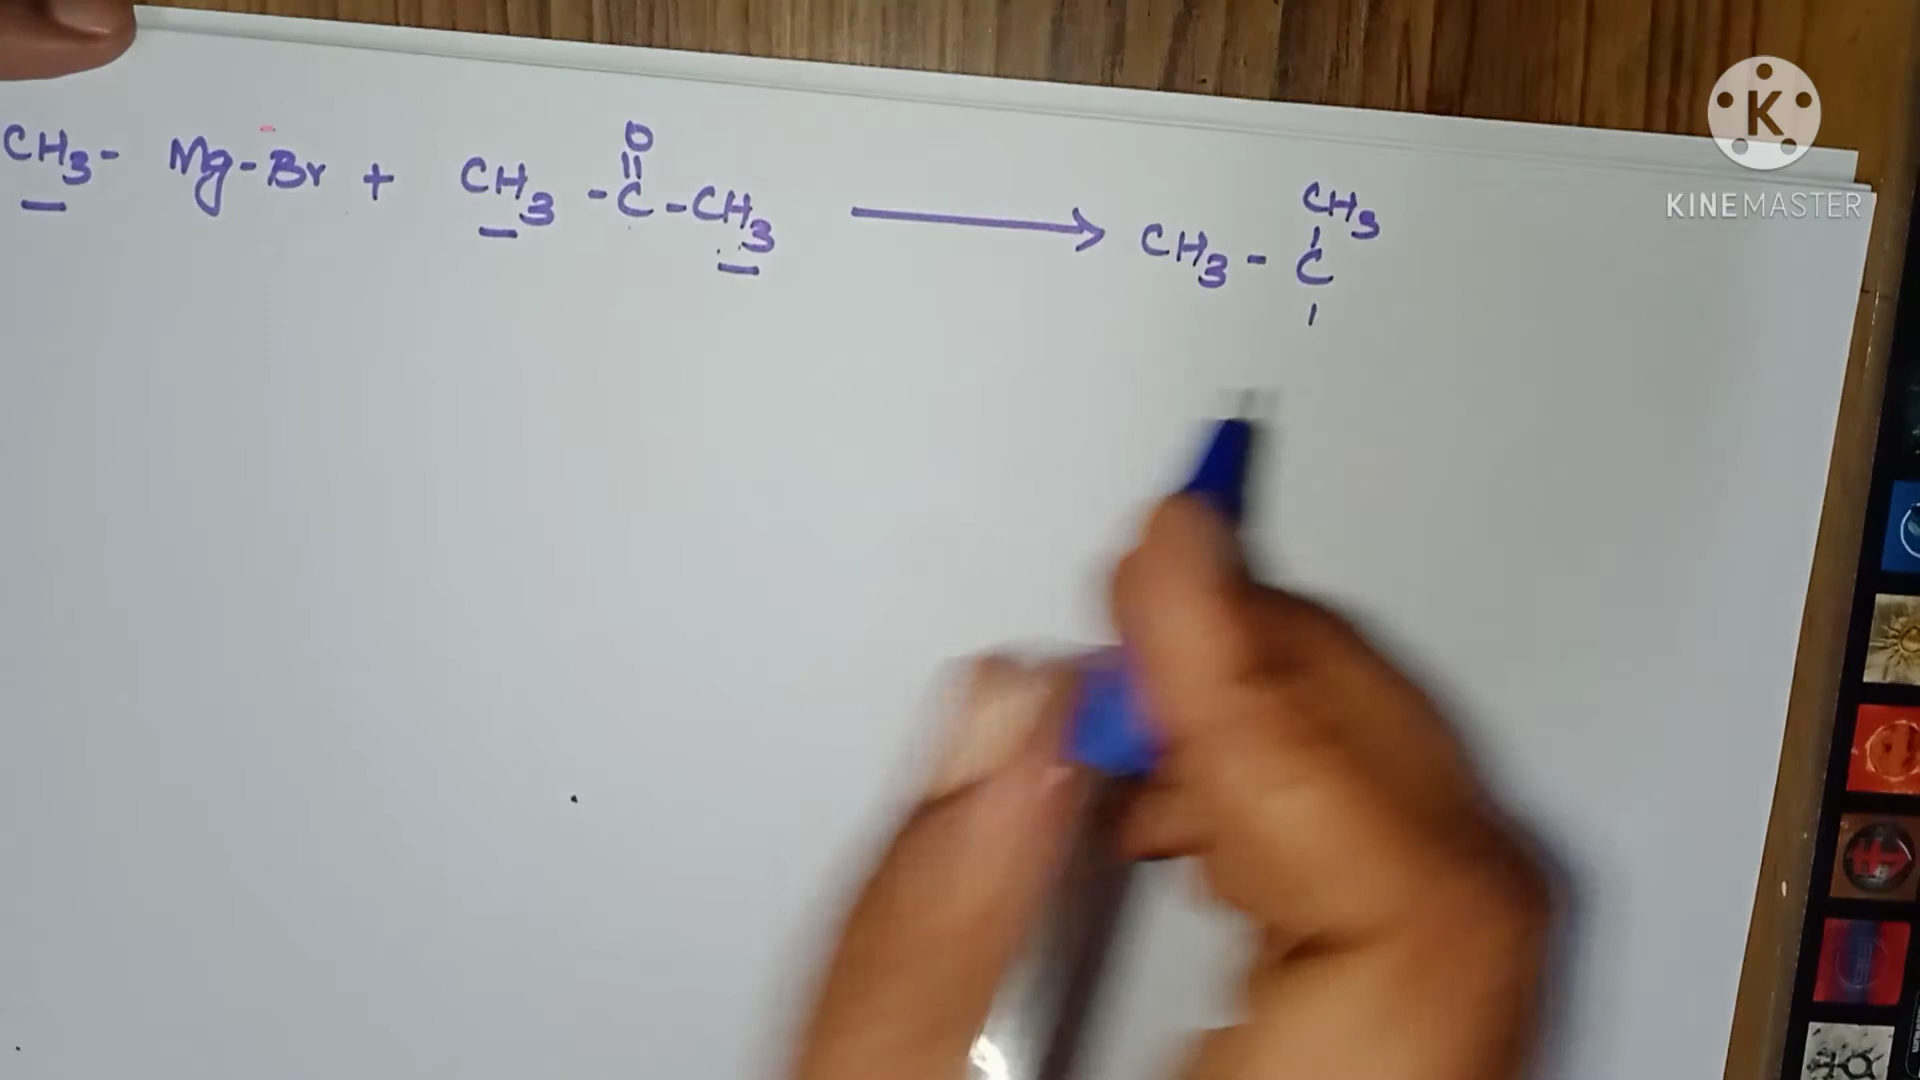 O
CH3- Mg-Br + CH3 -C-CH3 ⟶ CH3 - C
CH3
K
KINEMASTER